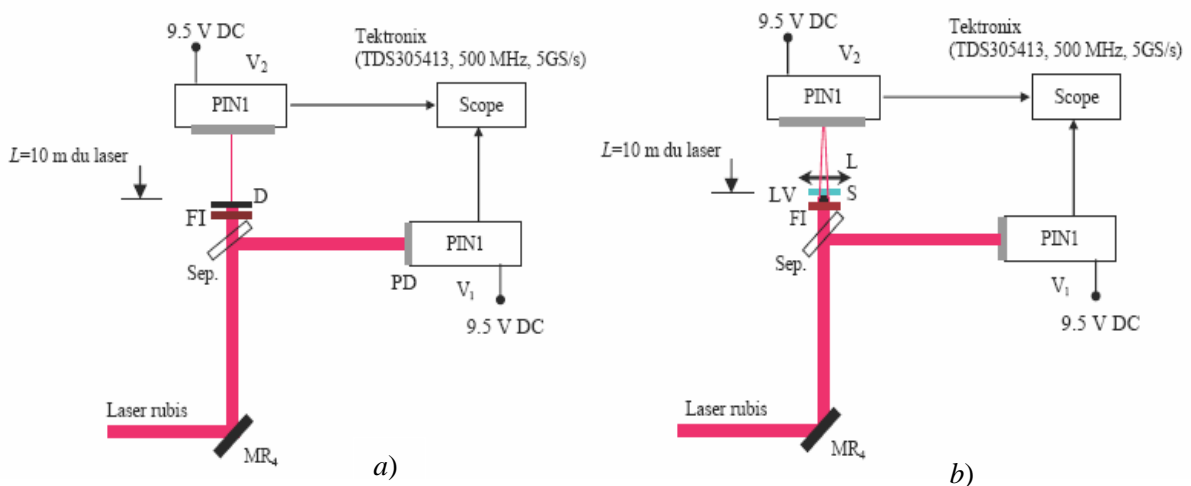 9.5 V DC
V2
Tektronix
(TDS305413, 500 MHz, 5GS/s)
PIN1
Scope
L=10 m du laser
D
FI
Sep.
PD
PIN1
V1
9.5 V DC
Laser rubis
MR4
a)
9.5 V DC
V2
Tektronix
(TDS305413, 500 MHz, 5GS/s)
PIN1
Scope
L=10 m du laser
L
LV
S
FI
Sep.
PIN1
V1
9.5 V DC
Laser rubis
MR4
b)